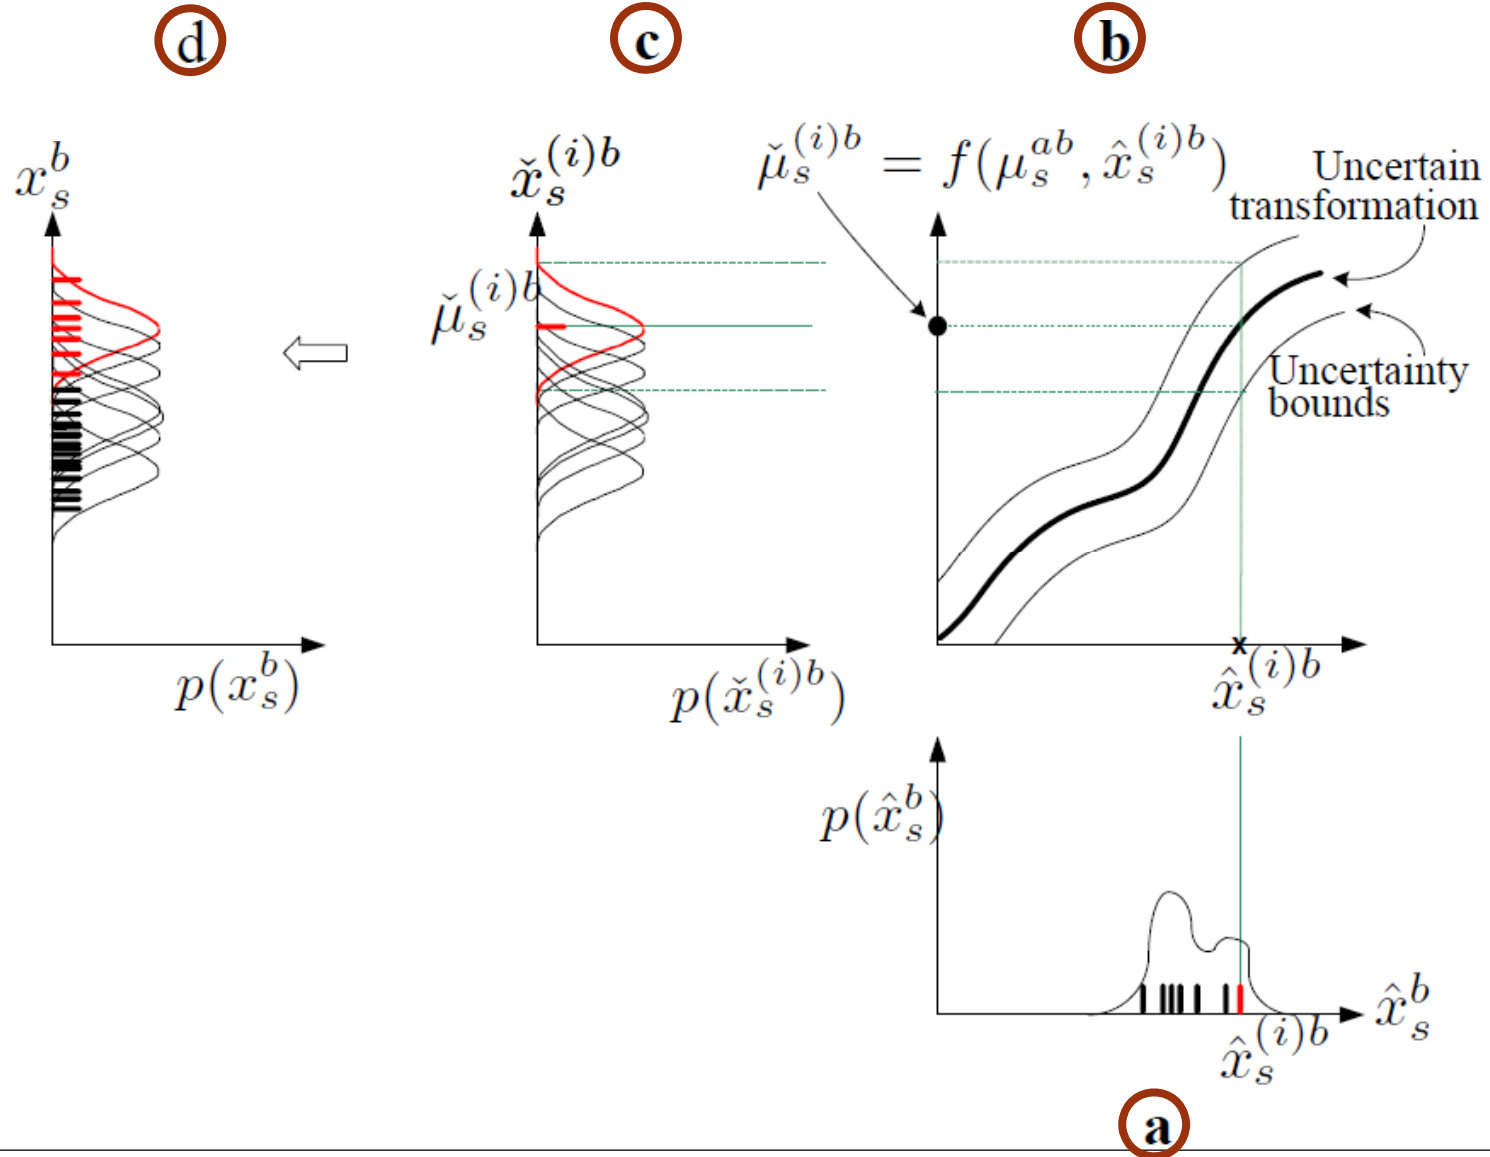 d
c
b
x_s^b
x̌_s^{(i)b}
μ̌_s^{(i)b} = f(μ_s^{ab}, x̂_s^{(i)b})
Uncertain
transformation
μ̌_s^{(i)b}
Uncertainty
bounds
x
x̂_s^{(i)b}
p(x_s^b)
p(x̌_s^{(i)b})
p(x̂_s^b)
x̂_s^b
x̂_s^{(i)b}
a